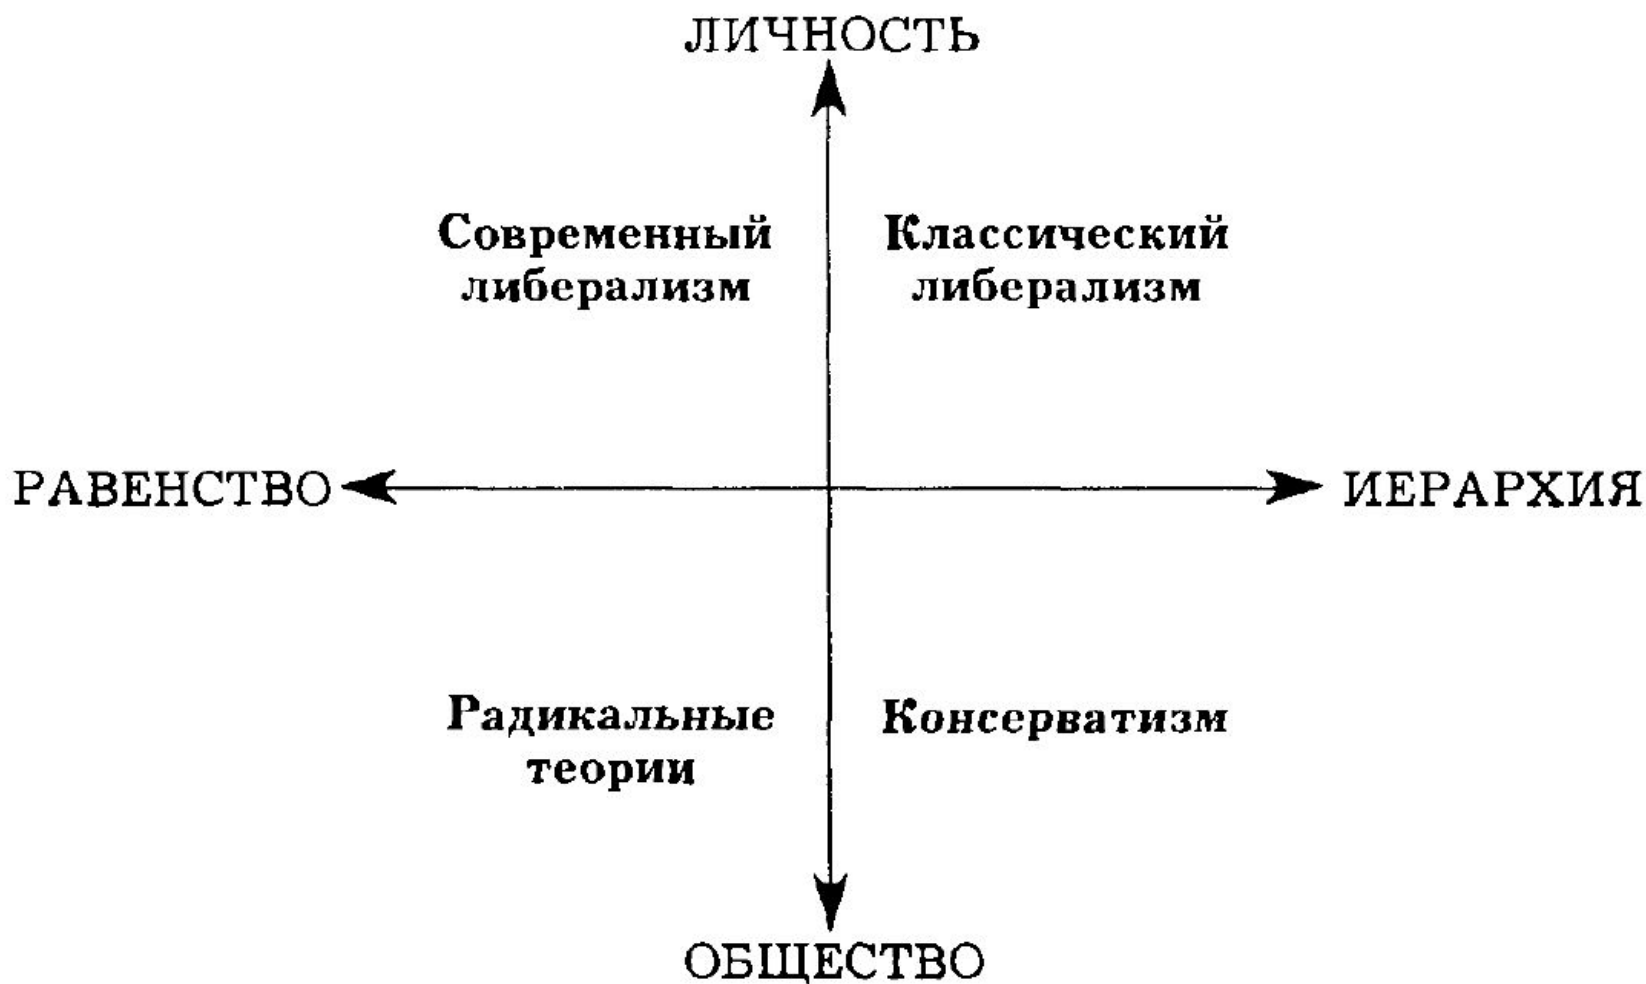 ЛИЧНОСТЬ
Современный
либерализм
Классический
либерализм
РАВЕНСТВО
ИЕРАРХИЯ
Радикальные
теории
Консерватизм
ОБЩЕСТВО